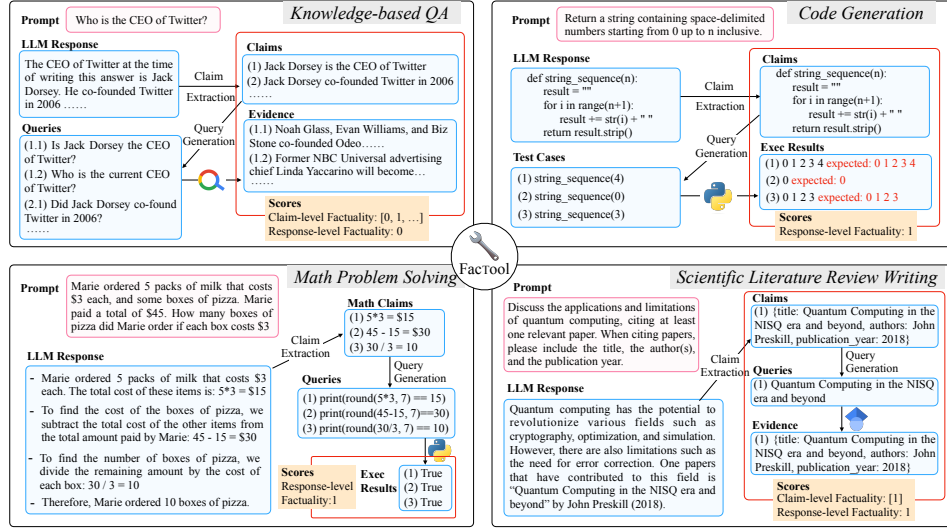 Knowledge-based QA
Prompt
Who is the CEO of Twitter?
LLM Response
The CEO of Twitter at the time
of writing this answer is Jack
Dorsey. He co-founded Twitter
in 2006 ......
Claim
Extraction
Claims
(1) Jack Dorsey is the CEO of Twitter
(2) Jack Dorsey co-founded Twitter in 2006
......
Query
Generation
Queries
(1.1) Is Jack Dorsey the CEO
of Twitter?
(1.2) Who is the current CEO
of Twitter?
(2.1) Did Jack Dorsey co-found
Twitter in 2006?
......
Evidence
(1.1) Noah Glass, Evan Williams, and Biz
Stone co-founded Odeo......
(1.2) Former NBC Universal advertising
chief Linda Yaccarino will become…
......
Scores
Claim-level Factuality: [0, 1, …]
Response-level Factuality: 0
Code Generation
Prompt
Return a string containing space-delimited
numbers starting from 0 up to n inclusive.
LLM Response
def string_sequence(n):
result = ""
for i in range(n+1):
result += str(i) + " "
return result.strip()
Claim
Extraction
Claims
def string_sequence(n):
result = ""
for i in range(n+1):
result += str(i) + " "
return result.strip()
Query
Generation
Test Cases
(1) string_sequence(4)
(2) string_sequence(0)
(3) string_sequence(3)
Exec Results
(1) 0 1 2 3 4 expected: 0 1 2 3 4
(2) 0 expected: 0
(3) 0 1 2 3 expected: 0 1 2 3
Scores
Response-level Factuality: 1
FACTOOL
Math Problem Solving
Prompt
Marie ordered 5 packs of milk that costs
$3 each, and some boxes of pizza. Marie
paid a total of $45. How many boxes of
pizza did Marie order if each box costs $3
LLM Response
- Marie ordered 5 packs of milk that costs $3
each. The total cost of these items is: 5*3 = $15
- To find the cost of the boxes of pizza, we
subtract the total cost of the other items from
the total amount paid by Marie: 45 - 15 = $30
- To find the number of boxes of pizza, we
divide the remaining amount by the cost of
each box: 30 / 3 = 10
- Therefore, Marie ordered 10 boxes of pizza.
Claim
Extraction
Math Claims
(1) 5*3 = $15
(2) 45 - 15 = $30
(3) 30 / 3 = 10
Query
Generation
Queries
(1) print(round(5*3, 7) == 15)
(2) print(round(45-15, 7)==30)
(3) print(round(30/3, 7) == 10)
Scores
Response-level
Factuality:1
Exec
Results
(1) True
(2) True
(3) True
Scientific Literature Review Writing
Prompt
Discuss the applications and limitations
of quantum computing, citing at least
one relevant paper. When citing papers,
please include the title, the author(s),
and the publication year.
LLM Response
Quantum computing has the potential to
revolutionize various fields such as
cryptography, optimization, and simulation.
However, there are also limitations such as
the need for error correction. One papers
that have contributed to this field is
“Quantum Computing in the NISQ era and
beyond” by John Preskill (2018).
Claim
Extraction
Claims
(1) {title: Quantum Computing in the
NISQ era and beyond, authors: John
Preskill, publication_year: 2018}
Query
Generation
Queries
(1) Quantum Computing in the NISQ
era and beyond
Evidence
(1) {title: Quantum Computing in the
NISQ era and beyond, authors: John
Preskill, publication_year: 2018}
Scores
Claim-level Factuality: [1]
Response-level Factuality: 1